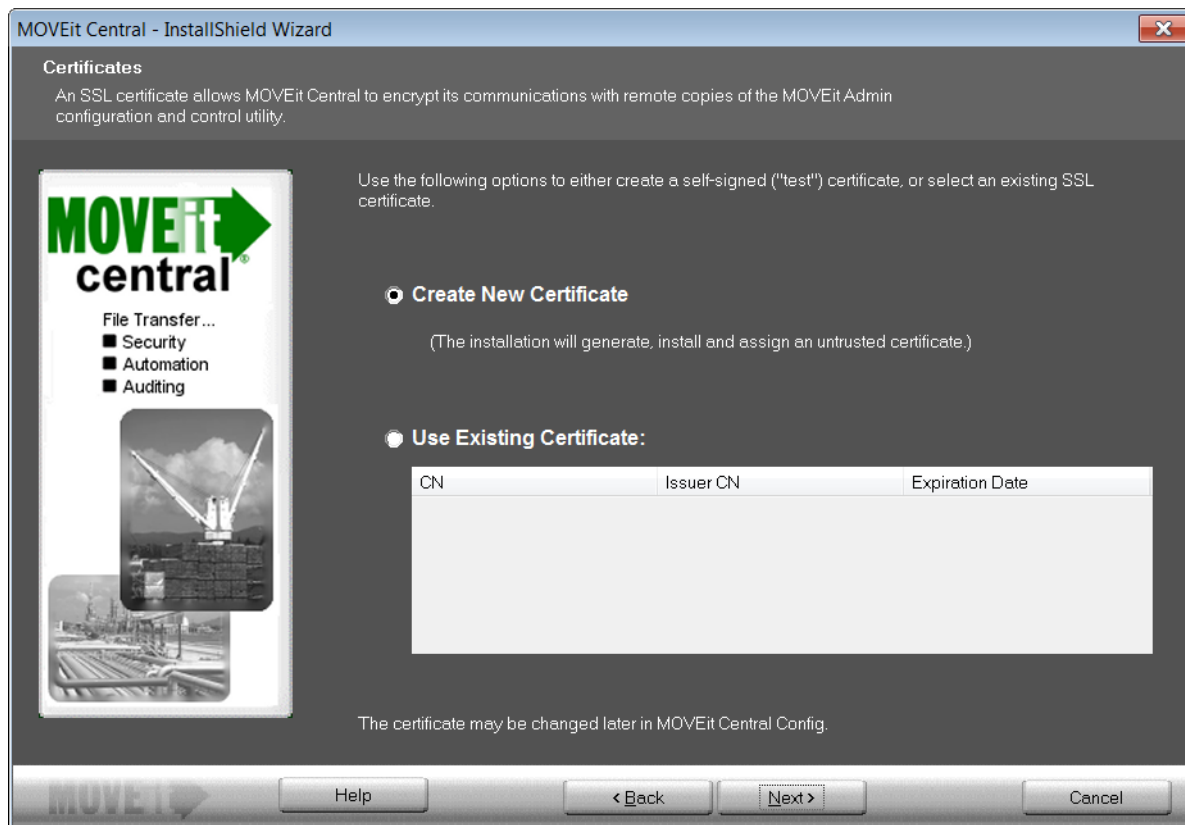 MOVEit Central - InstallShield Wizard
Certificates
An SSL certificate allows MOVEit Central to encrypt its communications with remote copies of the MOVEit Admin
configuration and control utility.
MOVEit
central®
File Transfer...
Security
Automation
Auditing
Use the following options to either create a self-signed ("test") certificate, or select an existing SSL
certificate.
Create New Certificate
(The installation will generate, install and assign an untrusted certificate.)
Use Existing Certificate:
CN Issuer CN Expiration Date
The certificate may be changed later in MOVEit Central Config.
MOVEit Help < Back Next > Cancel